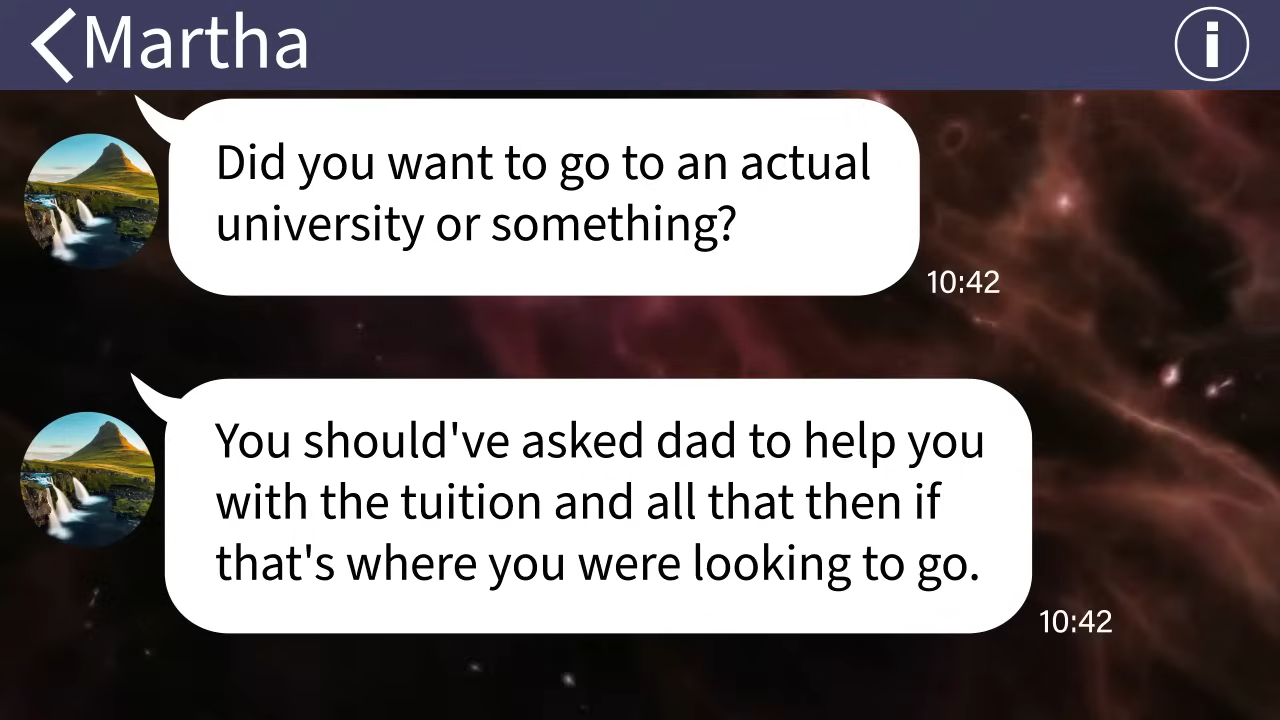 Martha
Did you want to go to an actual
university or something?
10:42
You should've asked dad to help you
with the tuition and all that then if
that's where you were looking to go.
10:42